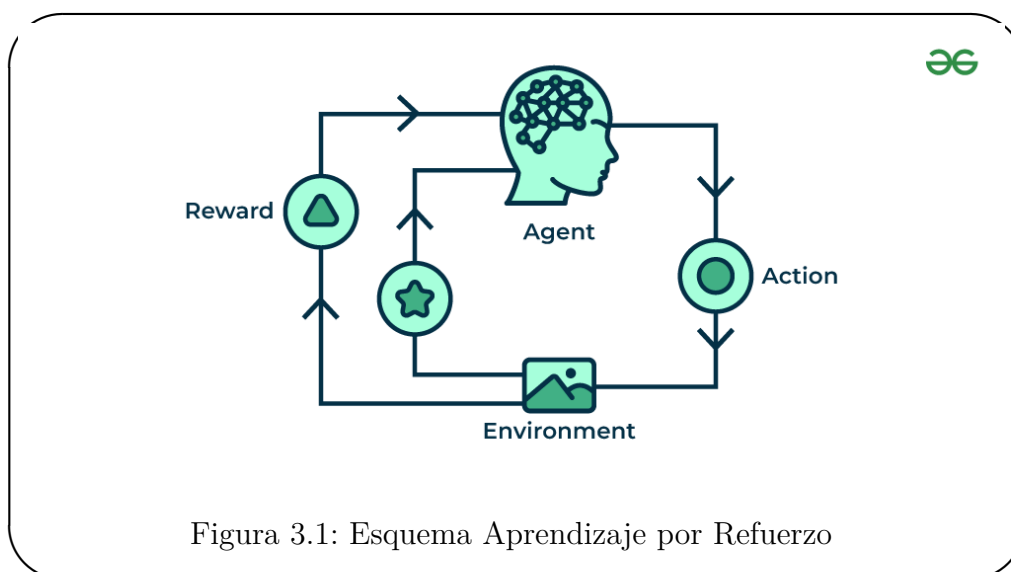 Reward
Agent
Action
Environment
Figura 3.1: Esquema Aprendizaje por Refuerzo